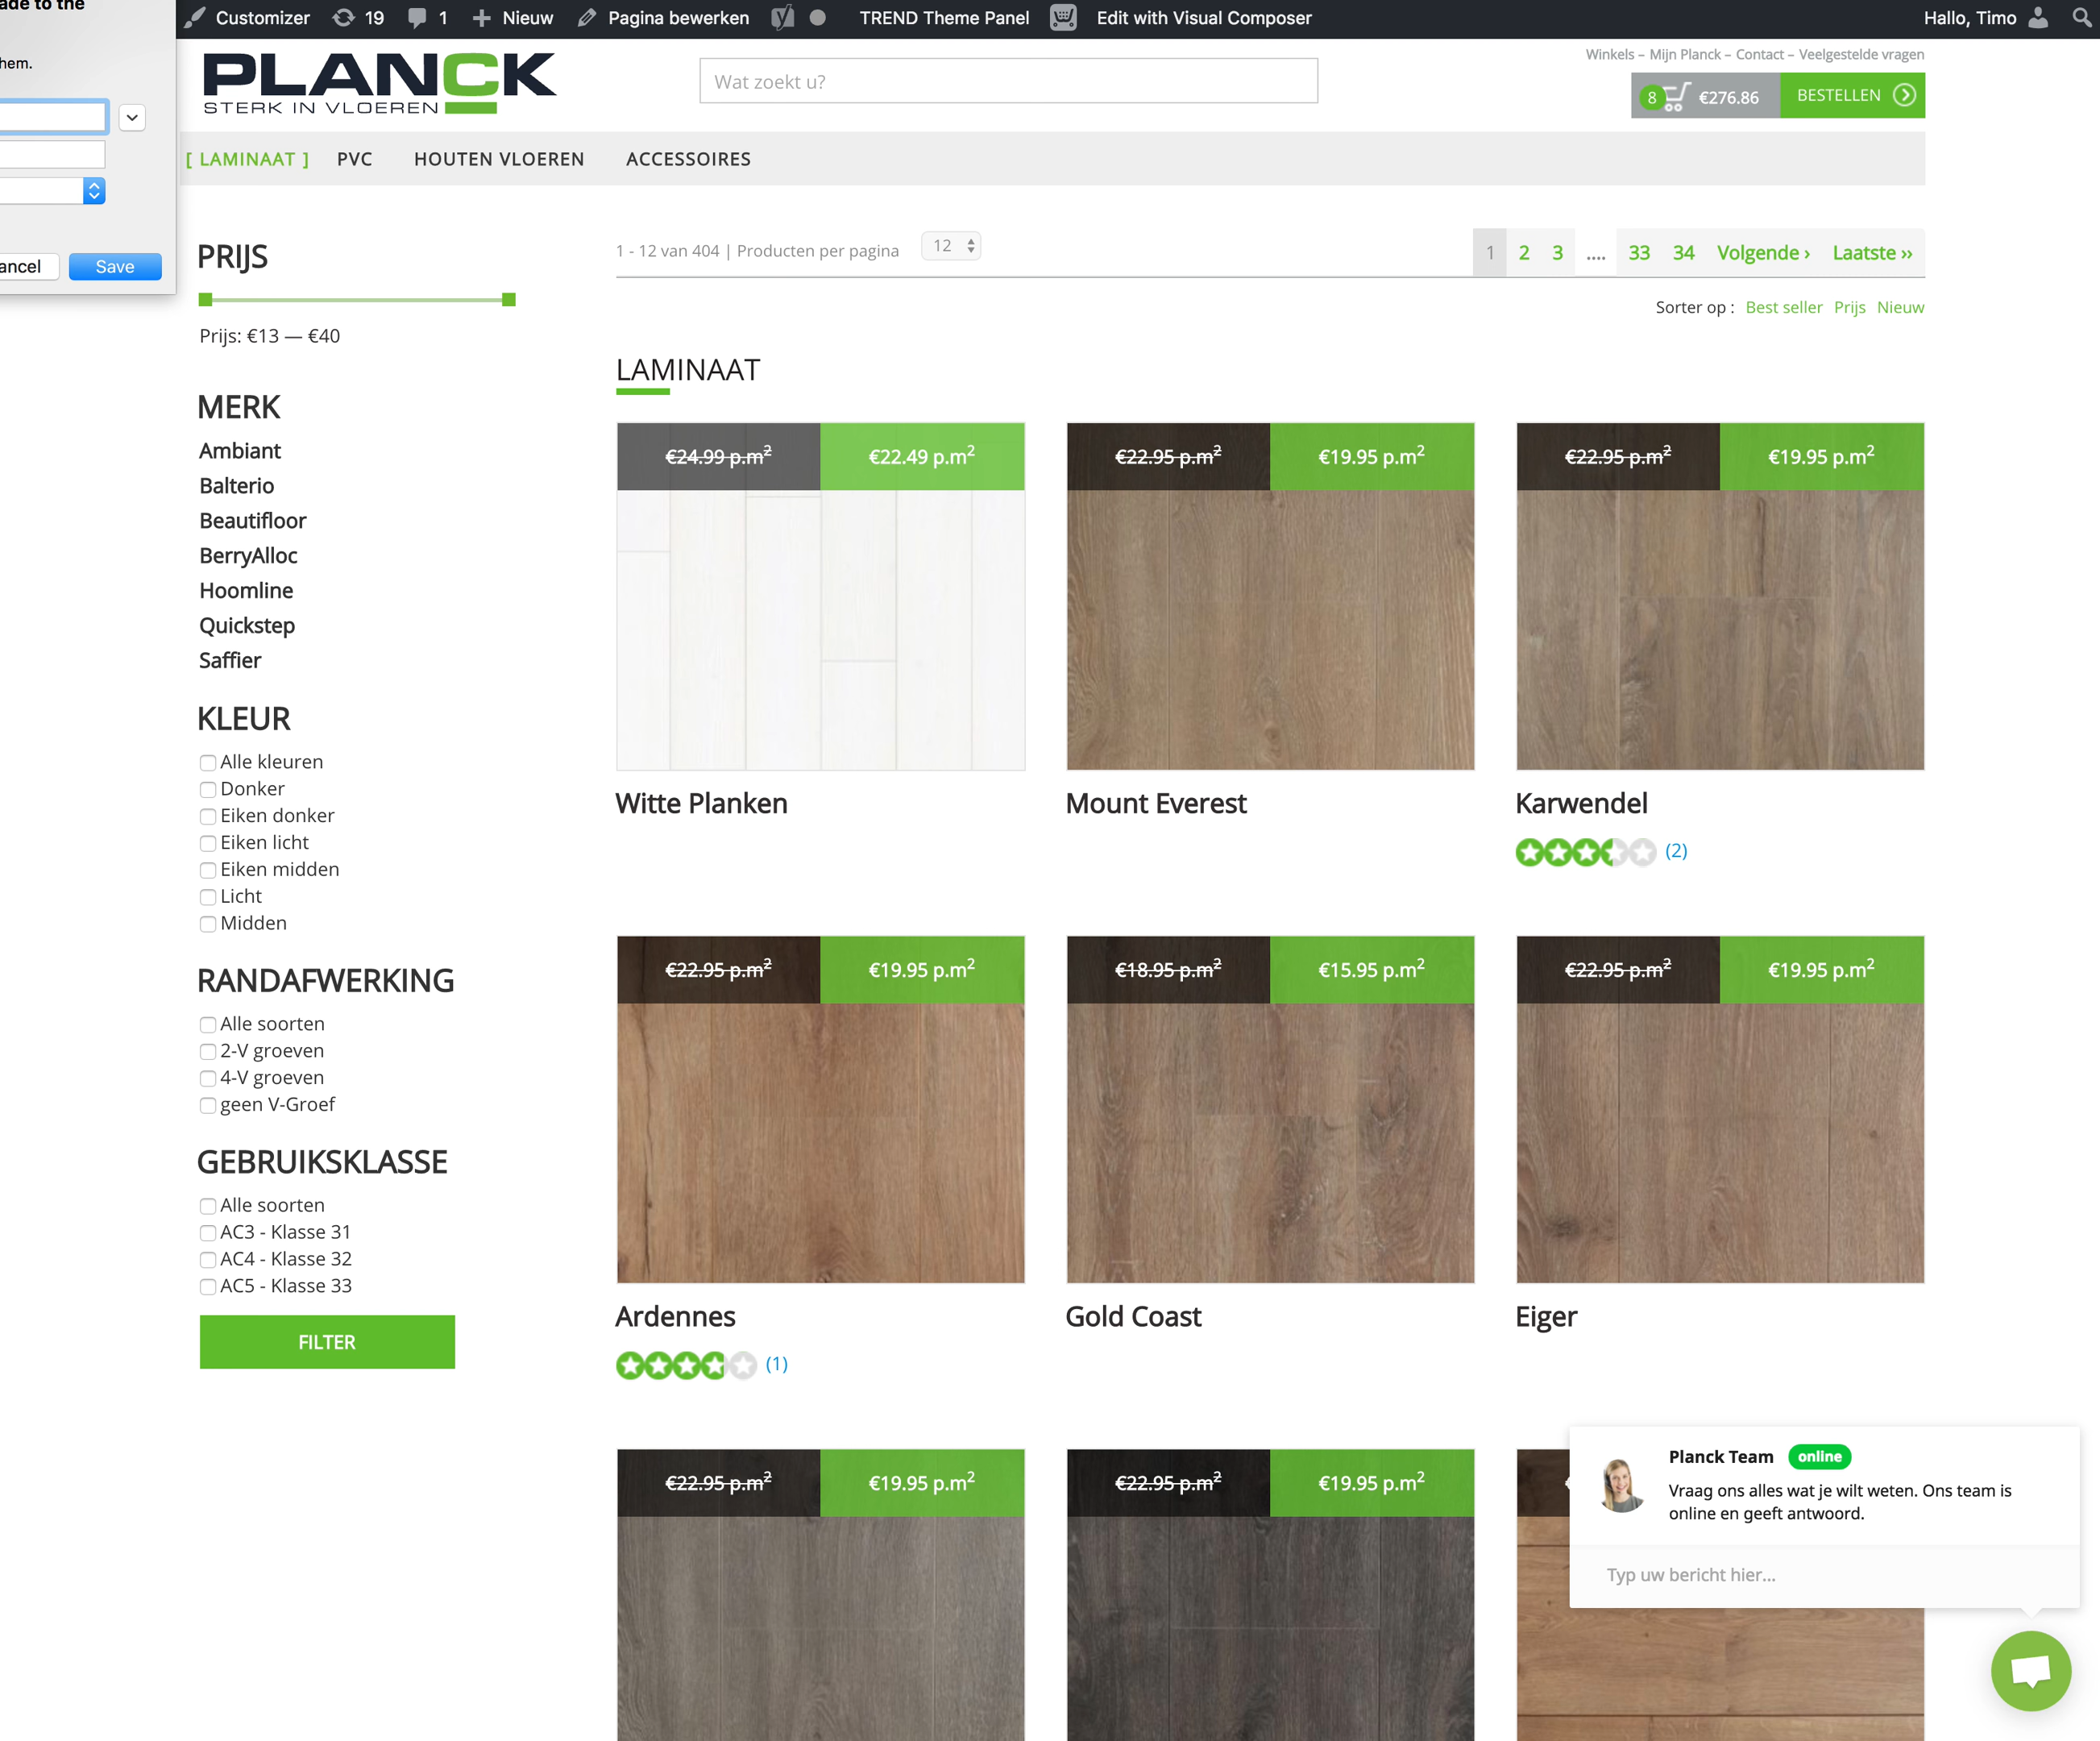 ade to the
hem.
ancel Save
Customizer 19 1 Nieuw Pagina bewerken TREND Theme Panel Edit with Visual Composer Hallo, Timo
PLANCK
STERK IN VLOEREN
Wat zoekt u?
Winkels – Mijn Planck – Contact – Veelgestelde vragen
8 €276.86 BESTELLEN
[ LAMINAAT ] PVC HOUTEN VLOEREN ACCESSOIRES
PRIJS
Prijs: €13 — €40
MERK
Ambiant
Balterio
Beautifloor
BerryAlloc
Hoomline
Quickstep
Saffier
KLEUR
Alle kleuren
Donker
Eiken donker
Eiken licht
Eiken midden
Licht
Midden
RANDAFWERKING
Alle soorten
2-V groeven
4-V groeven
geen V-Groef
GEBRUIKSKLASSE
Alle soorten
AC3 - Klasse 31
AC4 - Klasse 32
AC5 - Klasse 33
FILTER
1 - 12 van 404 | Producten per pagina 12
1 2 3 .... 33 34 Volgende › Laatste ››
Sorter op : Best seller Prijs Nieuw
LAMINAAT
€24.99 p.m² €22.49 p.m²
Witte Planken
€22.95 p.m² €19.95 p.m²
Mount Everest
€22.95 p.m² €19.95 p.m²
Karwendel
(2)
€22.95 p.m² €19.95 p.m²
Ardennes
(1)
€18.95 p.m² €15.95 p.m²
Gold Coast
€22.95 p.m² €19.95 p.m²
Eiger
€22.95 p.m² €19.95 p.m²
€22.95 p.m² €19.95 p.m²
Planck Team online
Vraag ons alles wat je wilt weten. Ons team is
online en geeft antwoord.
Typ uw bericht hier...